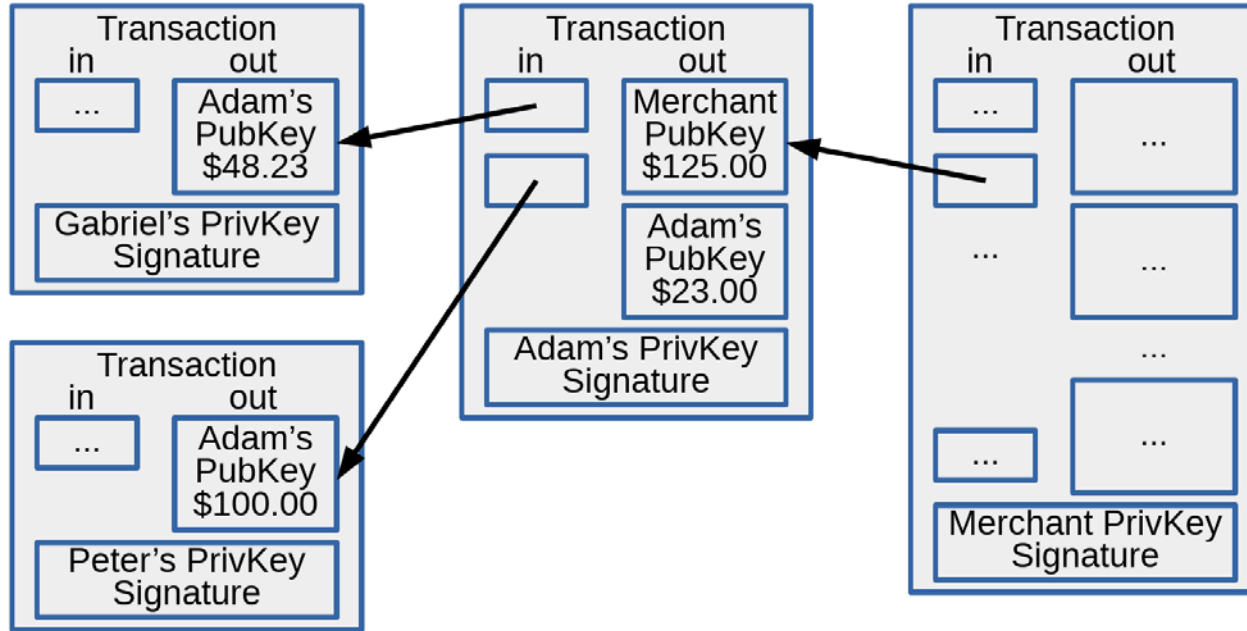 Transaction
in out
...
Adam's
PubKey
$48.23
Gabriel's PrivKey
Signature
Transaction
in out
...
Adam's
PubKey
$100.00
Peter's PrivKey
Signature
Transaction
in out
Merchant
PubKey
$125.00
Adam's
PubKey
$23.00
Adam's PrivKey
Signature
Transaction
in out
...
...
...
...
...
...
...
Merchant PrivKey
Signature